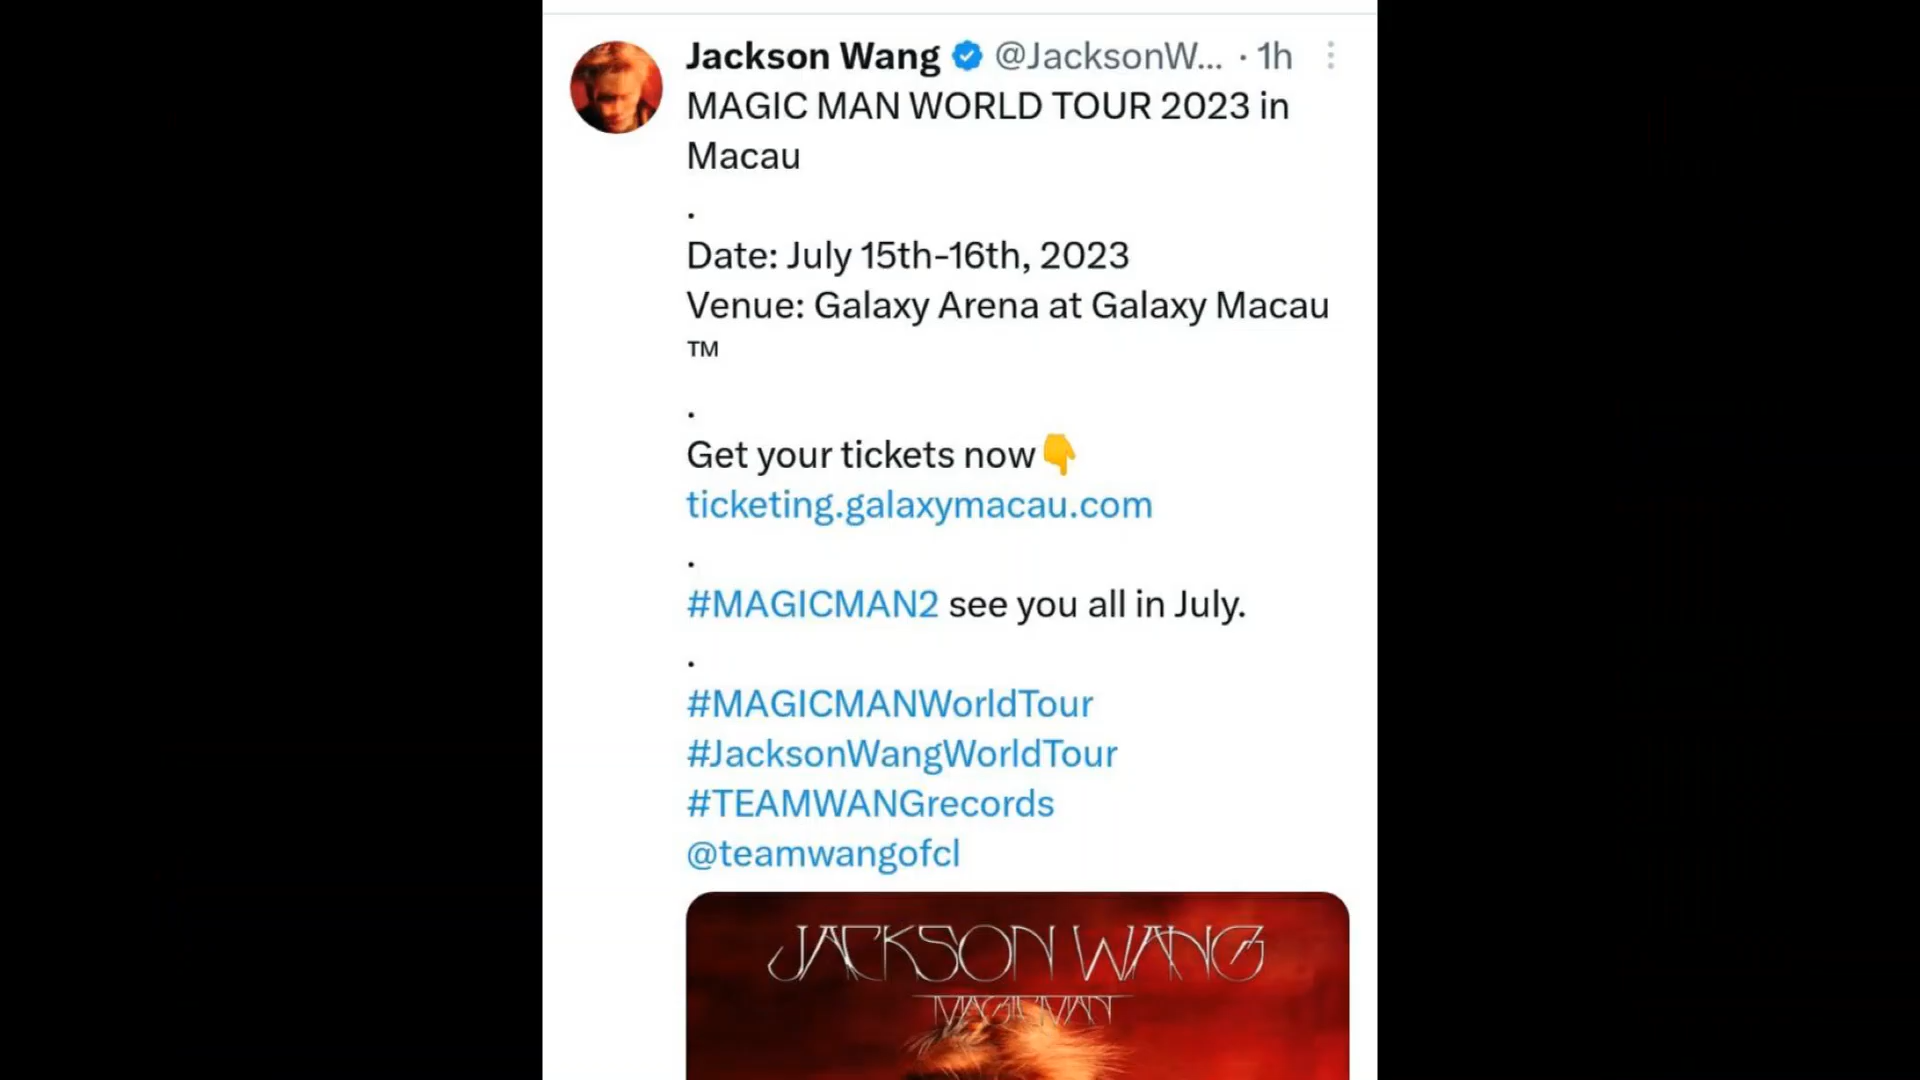 Jackson Wang @JacksonW... · 1h
MAGIC MAN WORLD TOUR 2023 in
Macau
.
Date: July 15th-16th, 2023
Venue: Galaxy Arena at Galaxy Macau
™
.
Get your tickets now👇
ticketing.galaxymacau.com
.
#MAGICMAN2 see you all in July.
.
#MAGICMANWorldTour
#JacksonWangWorldTour
#TEAMWANGrecords
@teamwangofcl
JACKSON WANG
MAGICMAN